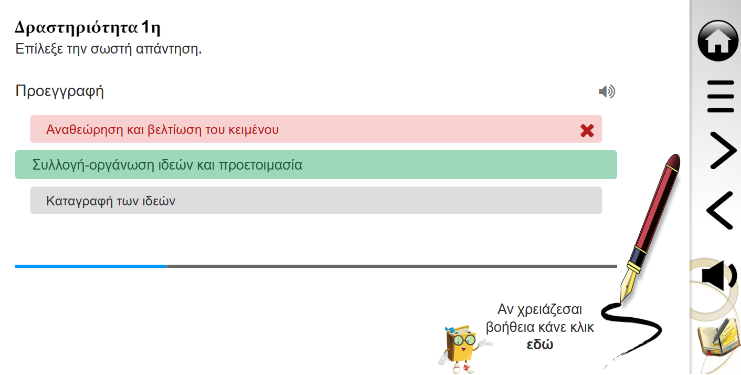 Δραστηριότητα 1η
Επίλεξε την σωστή απάντηση.
Προεγγραφή
Αναθεώρηση και βελτίωση του κειμένου
Συλλογή-οργάνωση ιδεών και προετοιμασία
Καταγραφή των ιδεών
Αν χρειάζεσαι
βοήθεια κάνε κλικ
εδώ